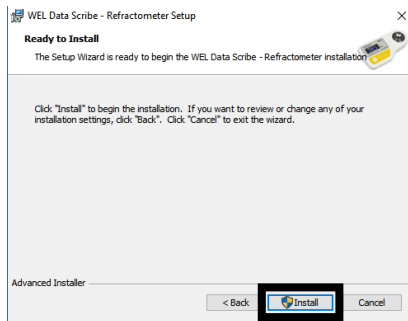 WEL Data Scribe - Refractometer Setup
Ready to Install
The Setup Wizard is ready to begin the WEL Data Scribe - Refractometer installation
Click "Install" to begin the installation. If you want to review or change any of your
installation settings, click "Back". Click "Cancel" to exit the wizard.
Advanced Installer
< Back Install Cancel